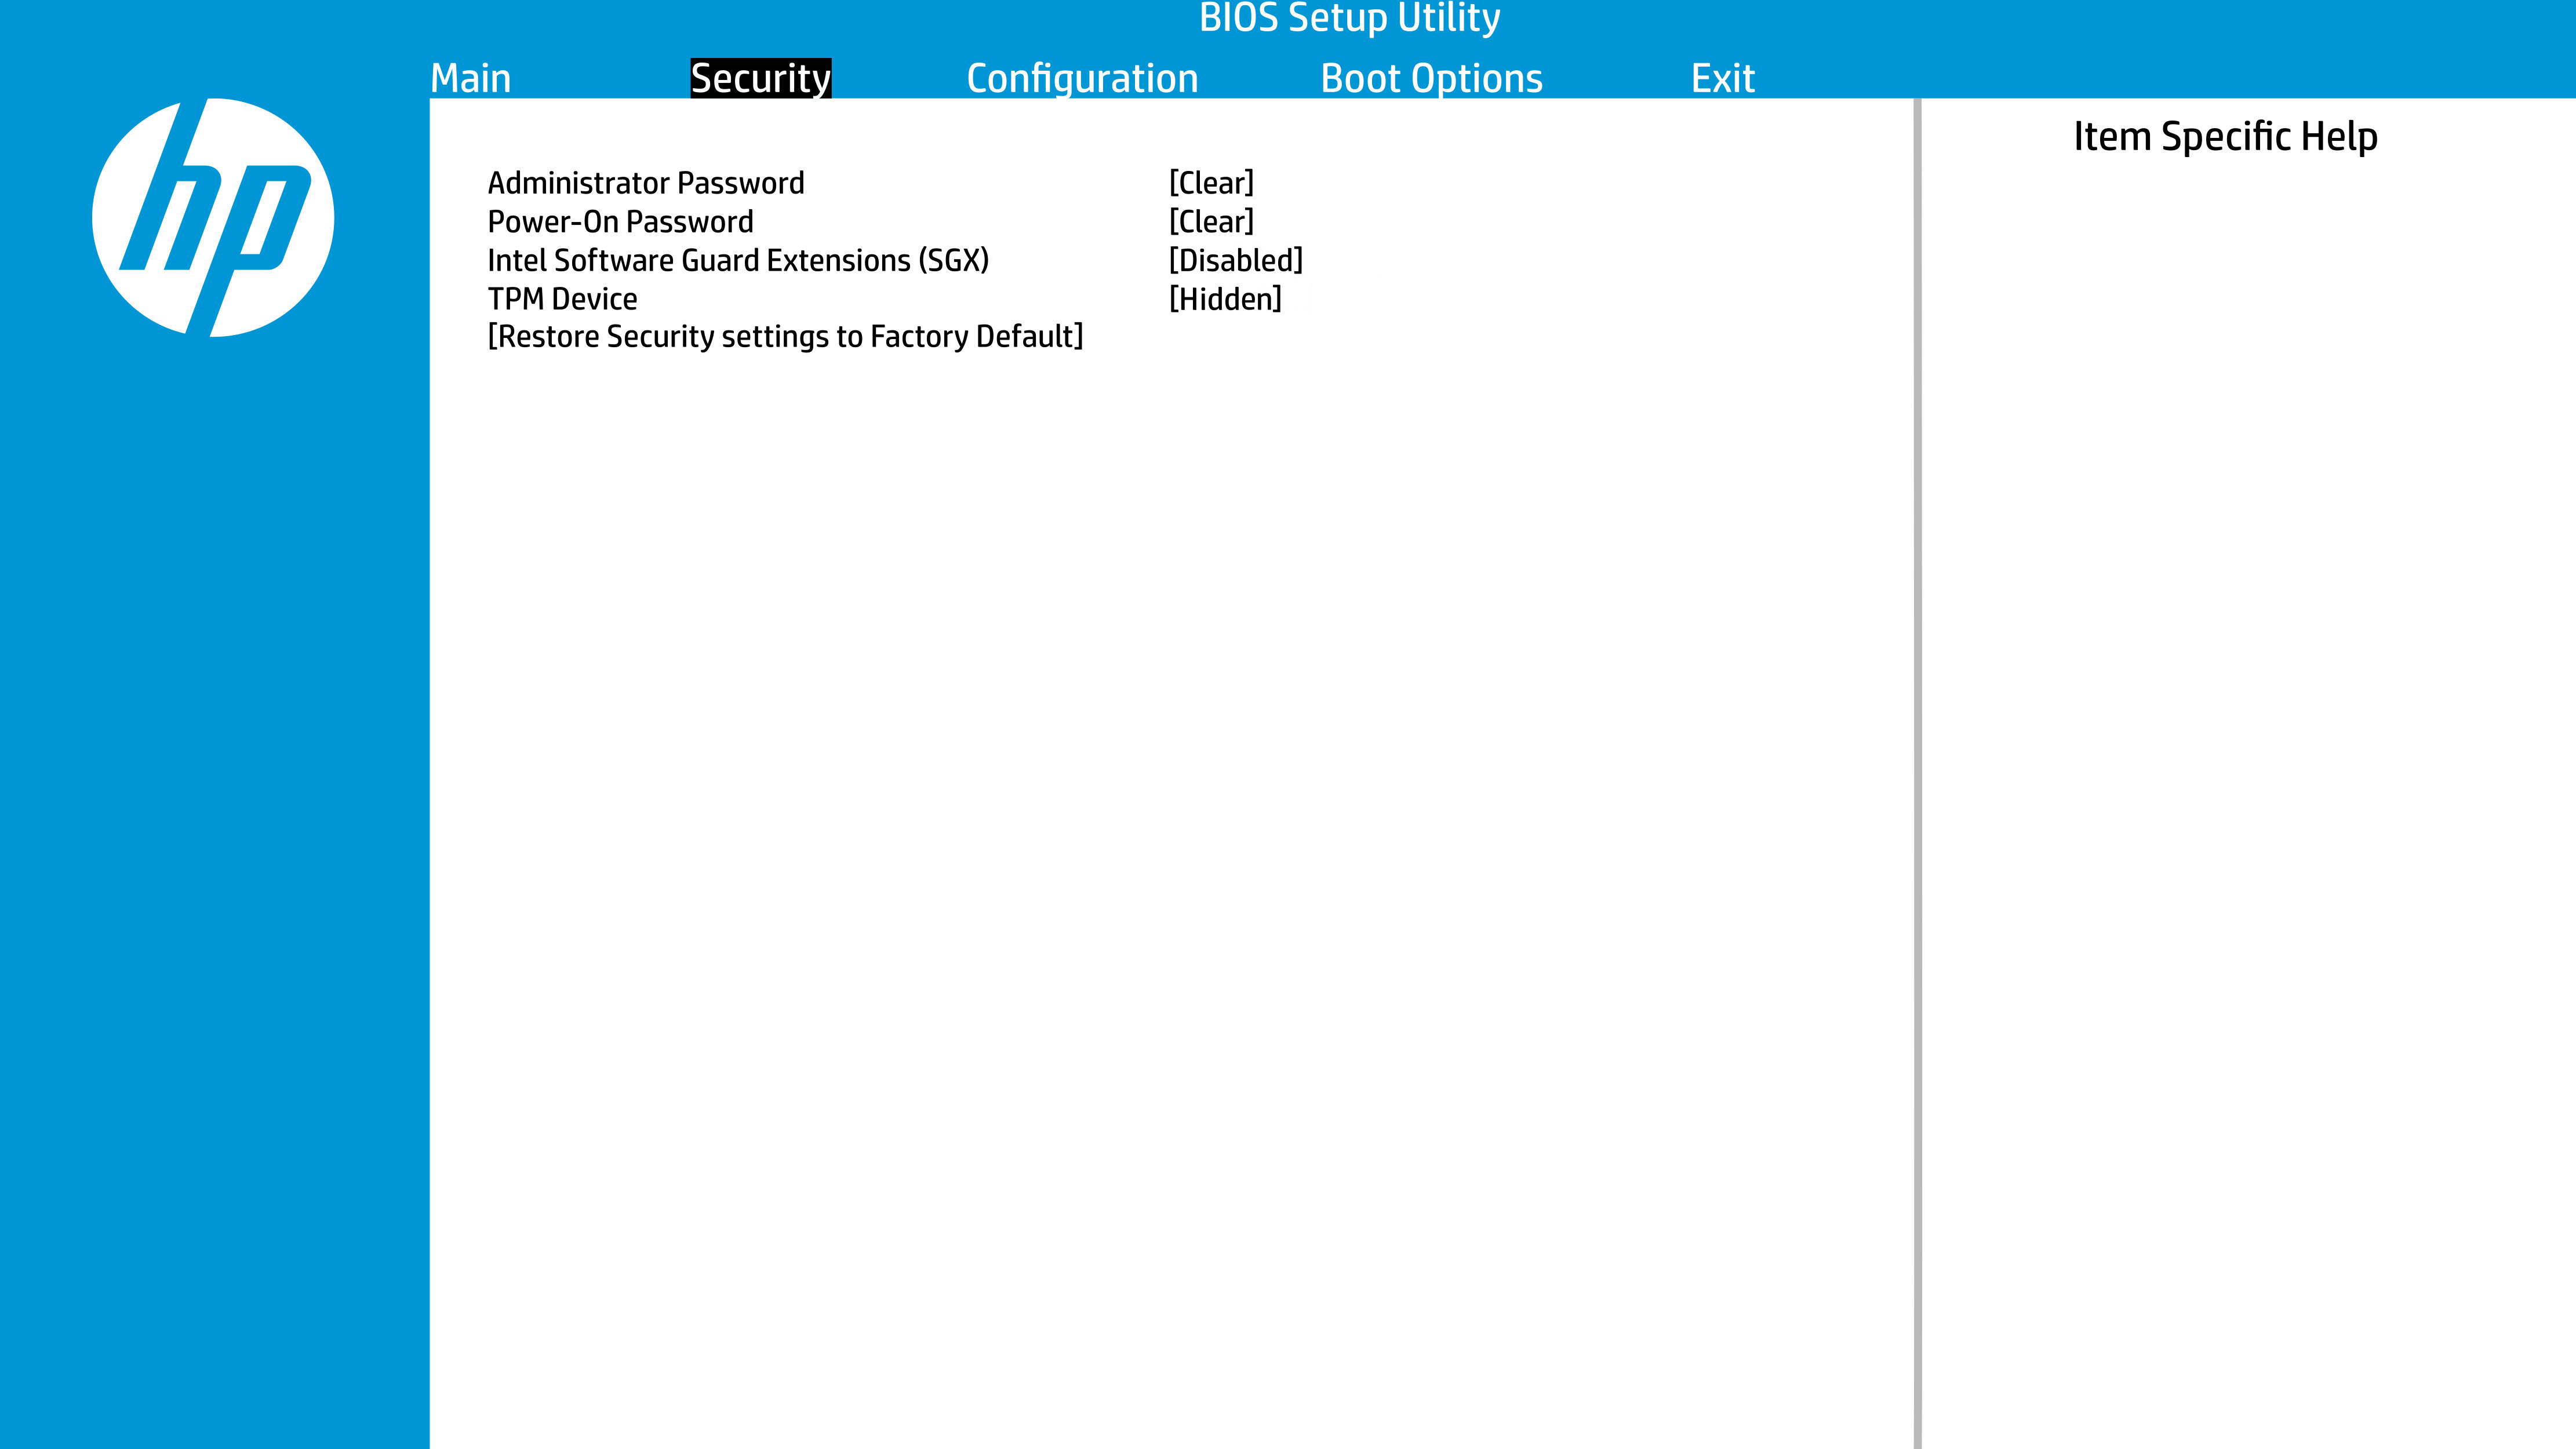 BIOS Setup Utility
Main Security Configuration Boot Options Exit
hp
Item Specific Help
Administrator Password [Clear]
Power-On Password [Clear]
Intel Software Guard Extensions (SGX) [Disabled]
TPM Device [Hidden]
[Restore Security settings to Factory Default]